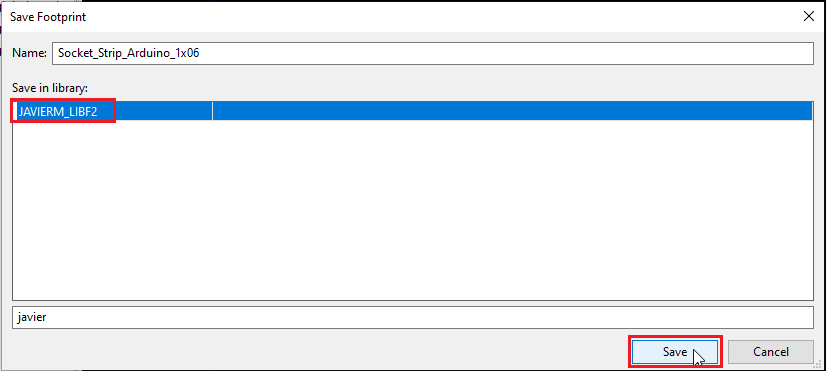 Save Footprint
Name: Socket_Strip_Arduino_1x06
Save in library:
JAVIERM_LIBF2
javier
Save Cancel